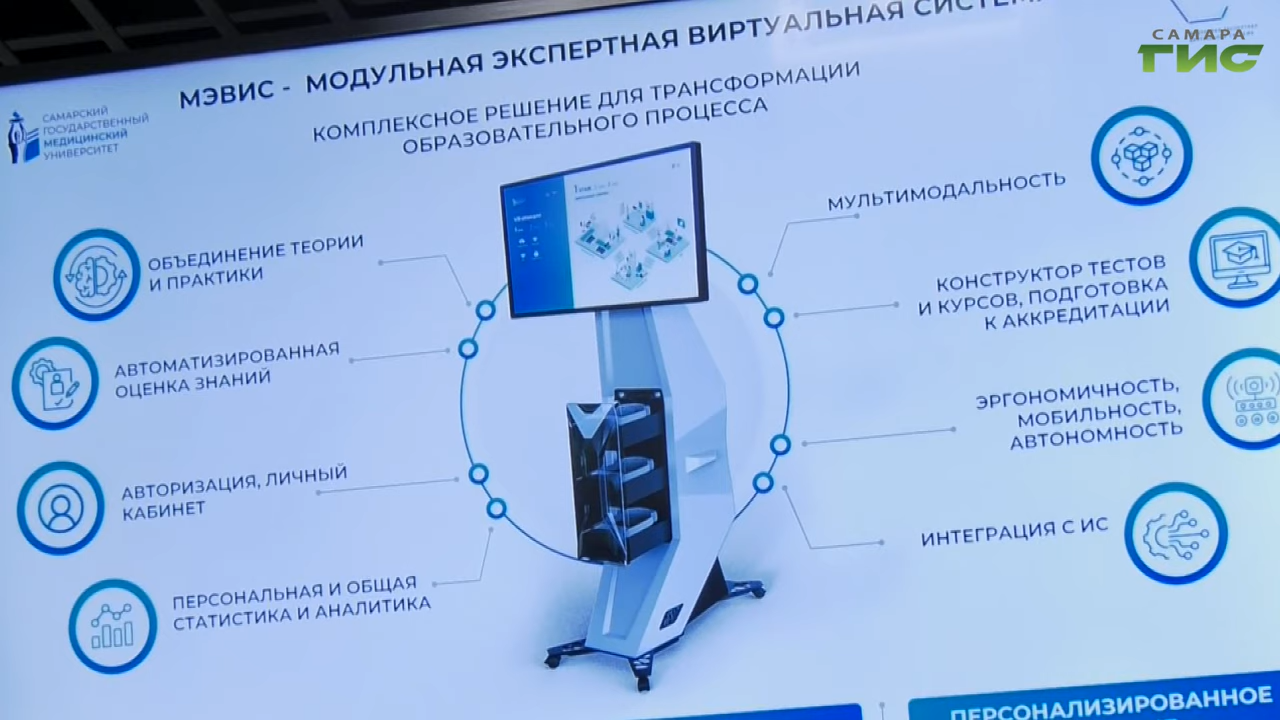 МЭВИС - МОДУЛЬНАЯ ЭКСПЕРТНАЯ ВИРТУАЛЬНАЯ
САМАРА
ГИС
САМАРСКИЙ
ГОСУДАРСТВЕННЫЙ
МЕДИЦИНСКИЙ
УНИВЕРСИТЕТ
КОМПЛЕКСНОЕ РЕШЕНИЕ ДЛЯ ТРАНСФОРМАЦИИ
ОБРАЗОВАТЕЛЬНОГО ПРОЦЕССА
ОБЪЕДИНЕНИЕ ТЕОРИИ
И ПРАКТИКИ
АВТОМАТИЗИРОВАННАЯ
ОЦЕНКА ЗНАНИЙ
АВТОРИЗАЦИЯ, ЛИЧНЫЙ
КАБИНЕТ
ПЕРСОНАЛЬНАЯ И ОБЩАЯ
СТАТИСТИКА И АНАЛИТИКА
МУЛЬТИМОДАЛЬНОСТЬ
КОНСТРУКТОР ТЕСТОВ
И КУРСОВ, ПОДГОТОВКА
К АККРЕДИТАЦИИ
ЭРГОНОМИЧНОСТЬ,
МОБИЛЬНОСТЬ,
АВТОНОМНОСТЬ
ИНТЕГРАЦИЯ С ИС
ПЕРСОНАЛИЗИРОВАННОЕ